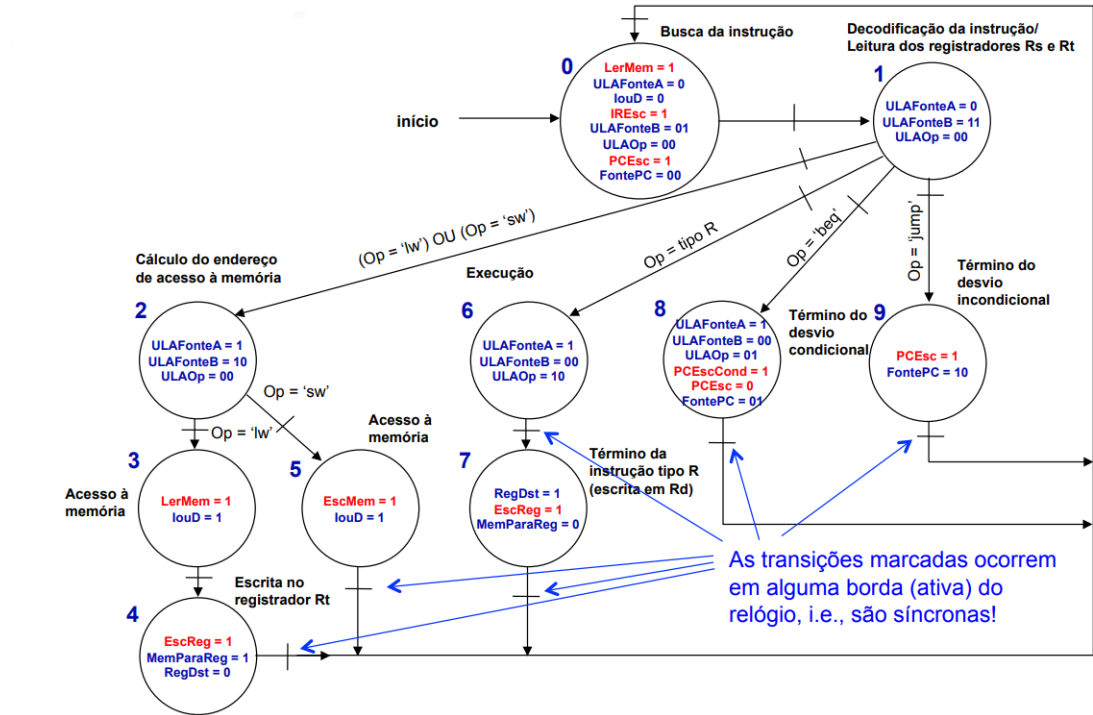 Busca da instrução
Decodificação da instrução/
Leitura dos registradores Rs e Rt
0
LerMem = 1
ULAFonteA = 0
IouD = 0
IREsc = 1
ULAFonteB = 01
ULAOp = 00
PCEsc = 1
FontePC = 00
início
1
ULAFonteA = 0
ULAFonteB = 11
ULAOp = 00
(Op = 'lw') OU (Op = 'sw')
Op = tipo R
Op = 'beq'
Op = 'jump'
Cálculo do endereço
de acesso à memória
2
ULAFonteA = 1
ULAFonteB = 10
ULAOp = 00
Execução
6
ULAFonteA = 1
ULAFonteB = 00
ULAOp = 10
8
ULAFonteA = 1
ULAFonteB = 00
ULAOp = 01
PCEscCond = 1
PCEsc = 0
FontePC = 01
Término do
desvio
condicional
Término do
desvio
incondicional
9
PCEsc = 1
FontePC = 10
Op = 'sw'
Op = 'lw'
3
Acesso à
memória
LerMem = 1
IouD = 1
Acesso à
memória
5
EscMem = 1
IouD = 1
7
Término da
instrução tipo R
(escrita em Rd)
RegDst = 1
EscReg = 1
MemParaReg = 0
4
Escrita no
registrador Rt
EscReg = 1
MemParaReg = 1
RegDst = 0
As transições marcadas ocorrem
em alguma borda (ativa) do
relógio, i.e., são síncronas!